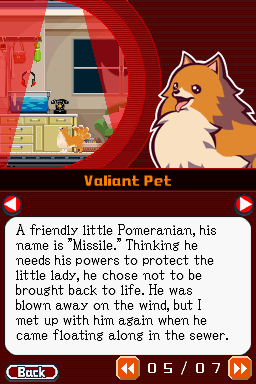 Valiant Pet
A friendly little Pomeranian, his
name is "Missile." Thinking he
needs his powers to protect the
little lady, he chose not to be
brought back to life. He was
blown away on the wind, but I
met up with him again when he
came floating along in the sewer.
Back
05/07